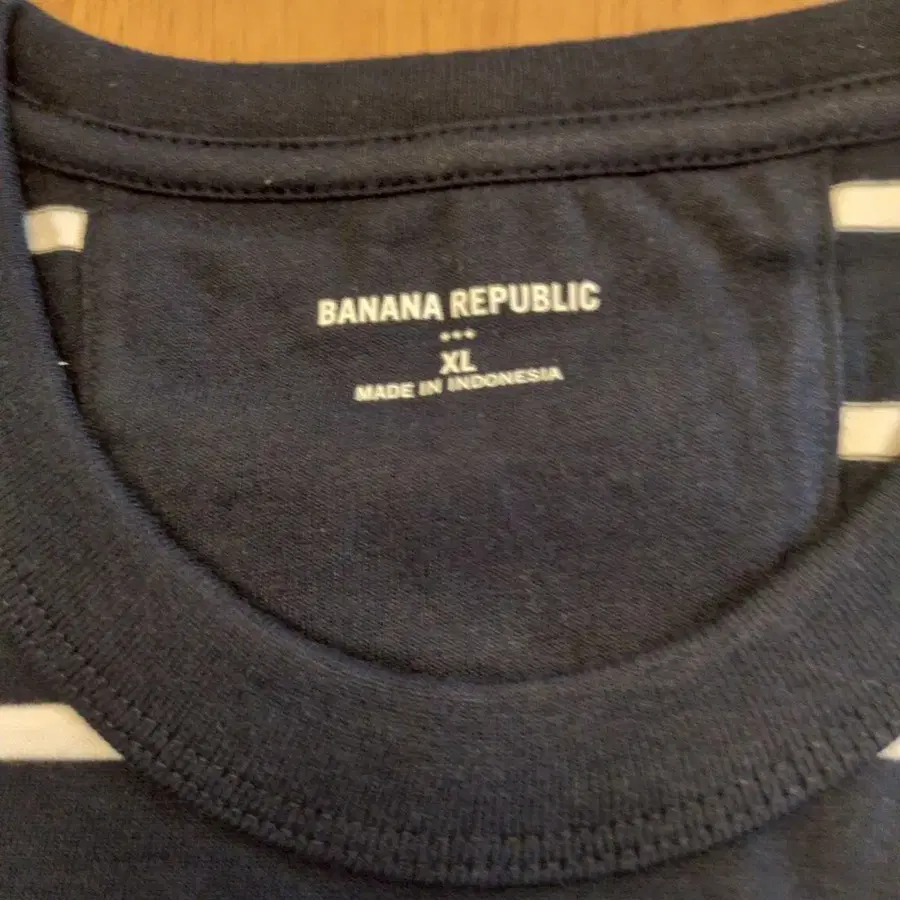 BANANA REPUBLIC
•••
XL
MADE IN INDONESIA